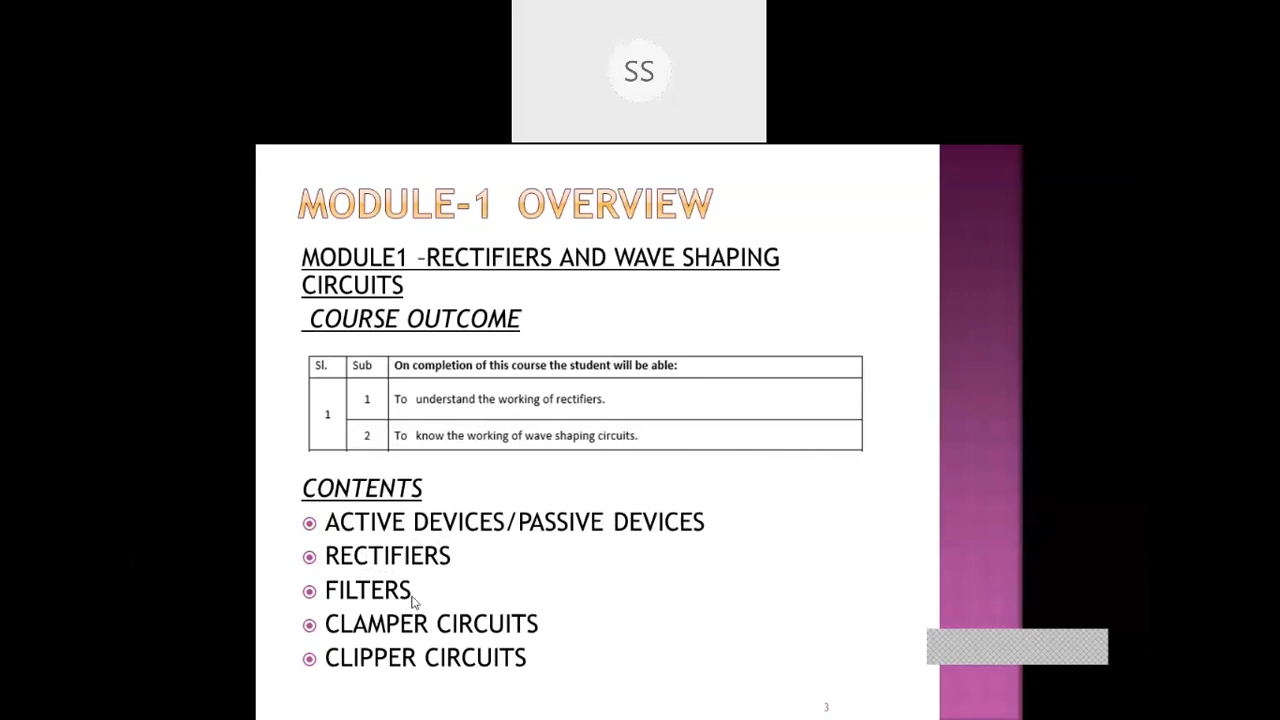 SS
MODULE-1 OVERVIEW
MODULE1 –RECTIFIERS AND WAVE SHAPING
CIRCUITS
COURSE OUTCOME
Sl. Sub On completion of this course the student will be able:
1 1 To understand the working of rectifiers.
2 To know the working of wave shaping circuits.
CONTENTS
ACTIVE DEVICES/PASSIVE DEVICES
RECTIFIERS
FILTERS
CLAMPER CIRCUITS
CLIPPER CIRCUITS
3